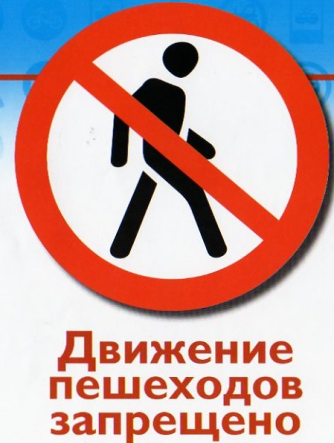 Движение
пешеходов
запрещено